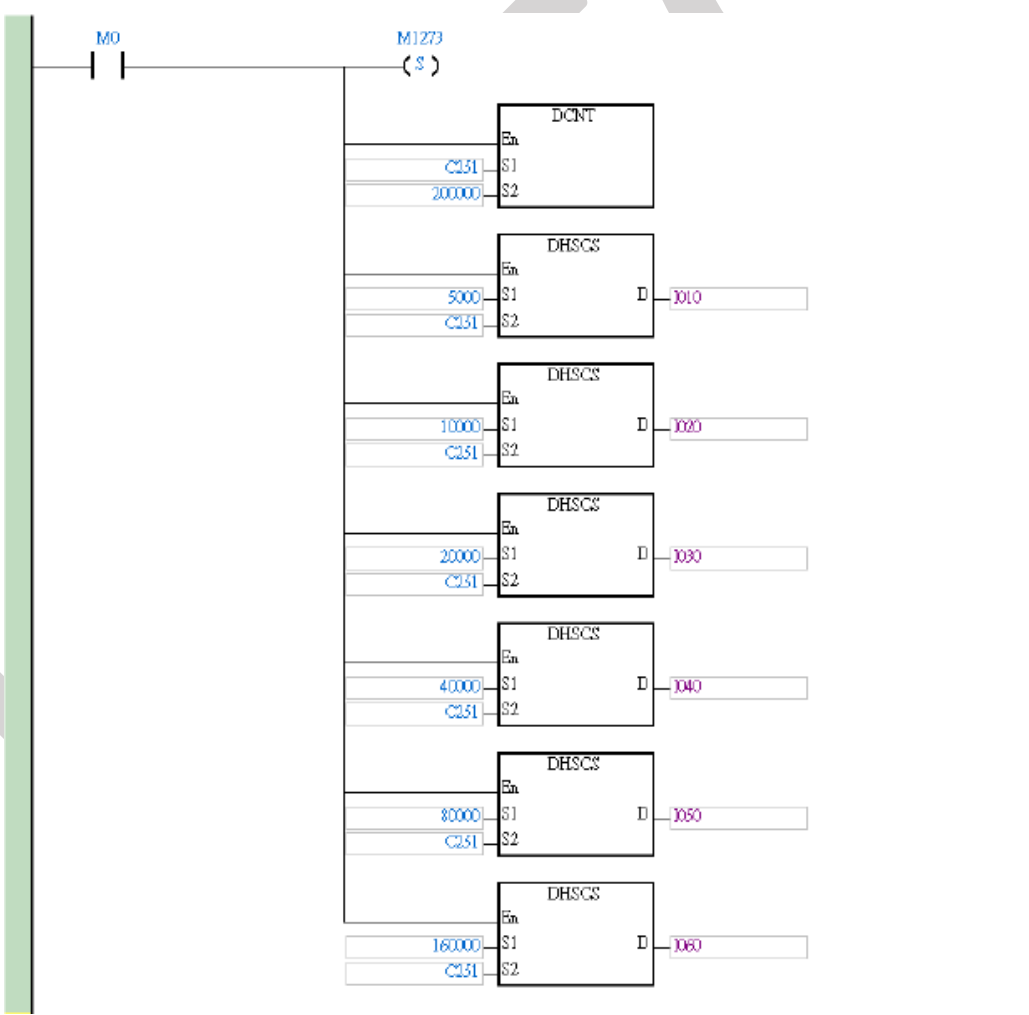 M0 M1273
( S )
DCNT
En
C251 S1
200000 S2
DHSCS
En
5000 S1 D I010
C251 S2
DHSCS
En
10000 S1 D I020
C251 S2
DHSCS
En
20000 S1 D I030
C251 S2
DHSCS
En
40000 S1 D I040
C251 S2
DHSCS
En
80000 S1 D I050
C251 S2
DHSCS
En
160000 S1 D I060
C251 S2